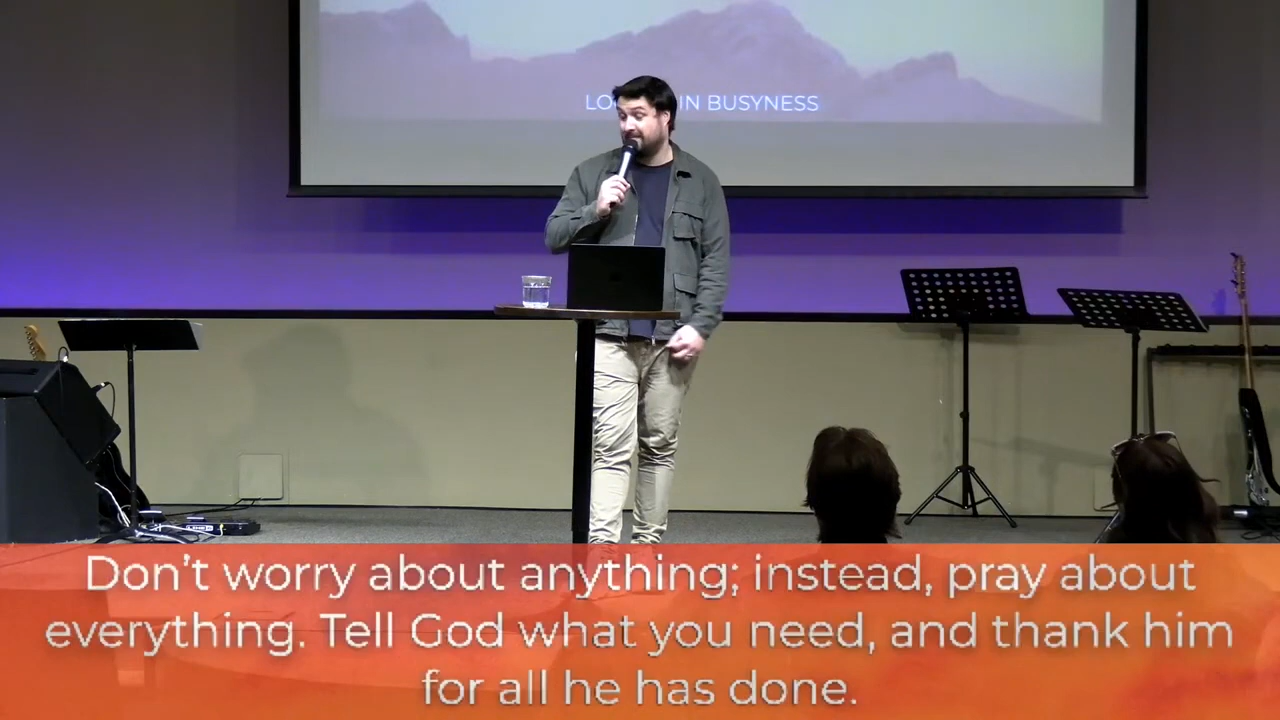 LO IN BUSYNESS
Don't worry about anything; instead, pray about
everything. Tell God what you need, and thank him
for all he has done.